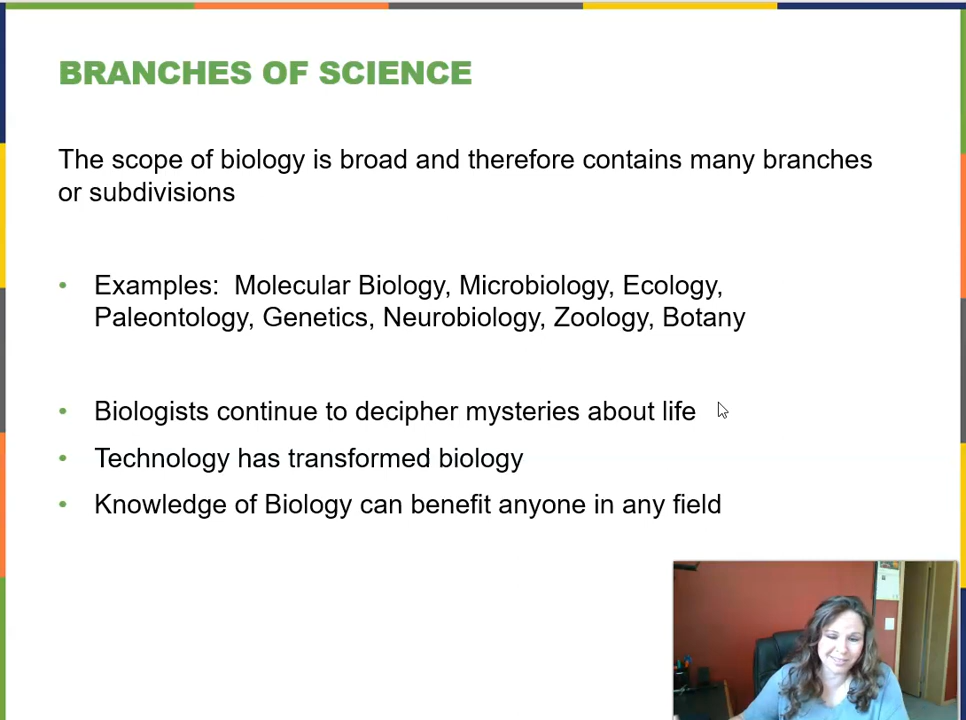 BRANCHES OF SCIENCE
The scope of biology is broad and therefore contains many branches
or subdivisions
• Examples:  Molecular Biology, Microbiology, Ecology,
Paleontology, Genetics, Neurobiology, Zoology, Botany
• Biologists continue to decipher mysteries about life
• Technology has transformed biology
• Knowledge of Biology can benefit anyone in any field